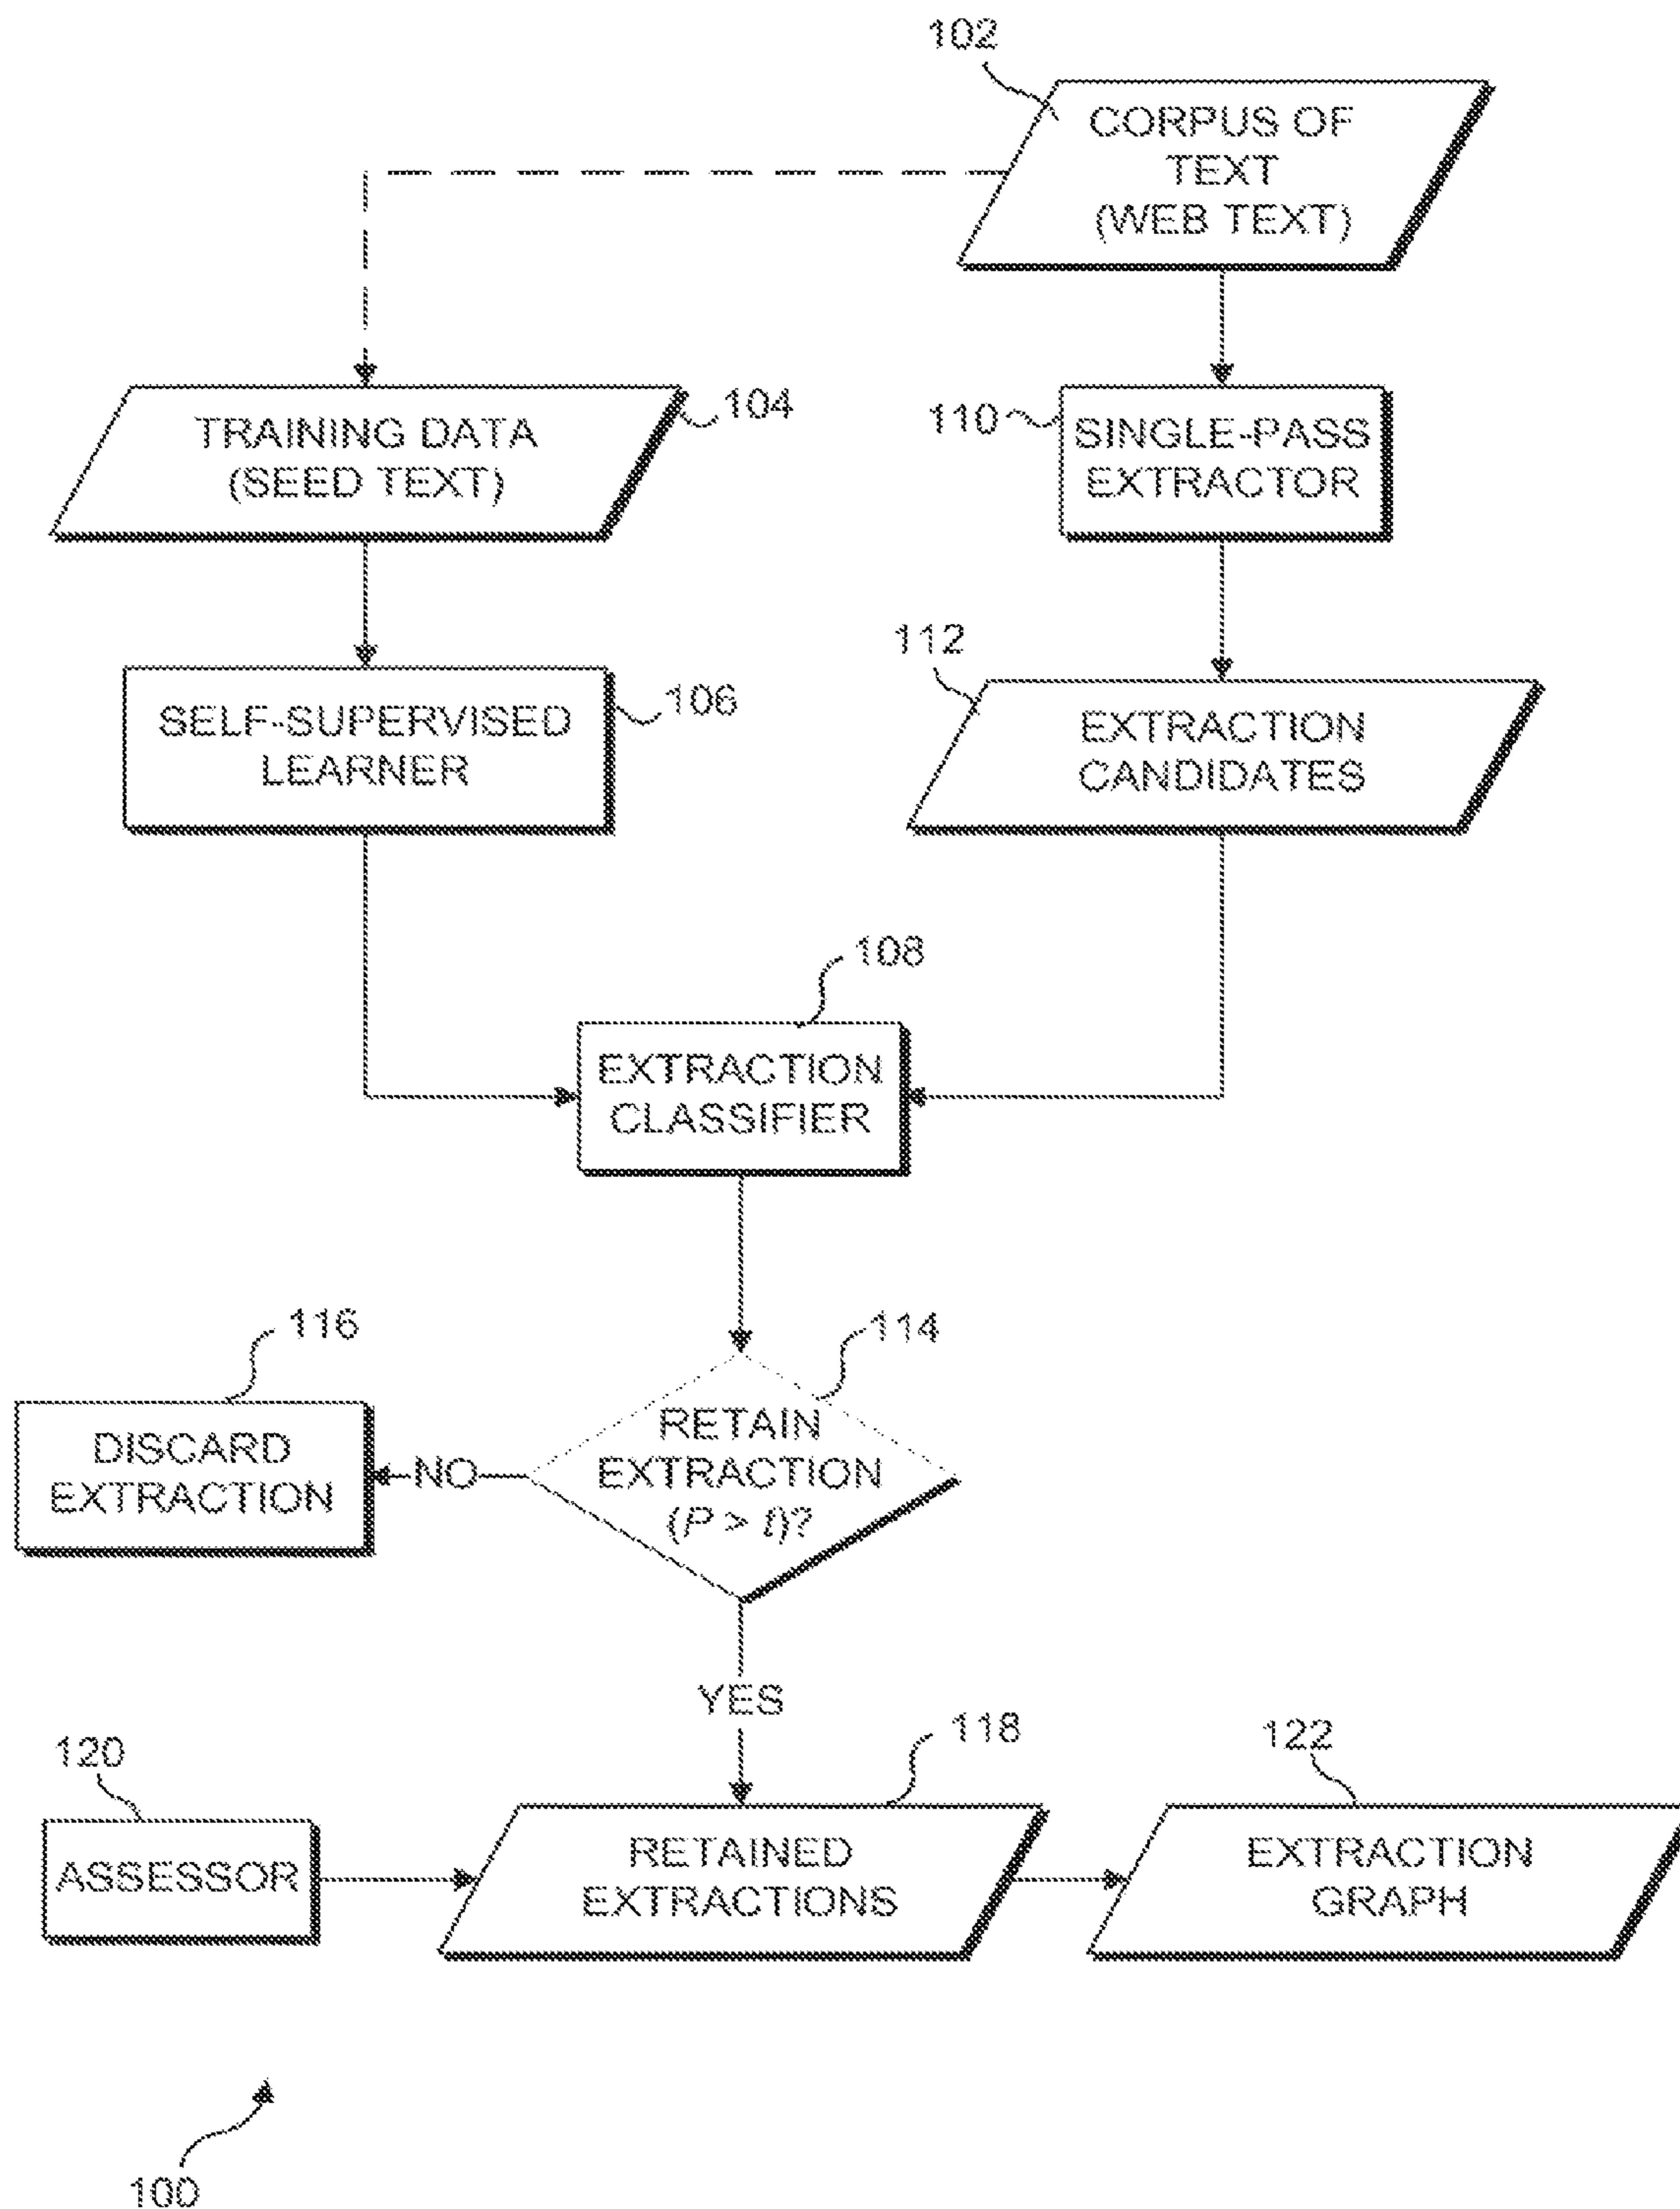 102
CORPUS OF
TEXT
(WEB TEXT)
TRAINING DATA
(SEED TEXT)
104
110
SINGLE-PASS
EXTRACTOR
SELF-SUPERVISED
LEARNER
106
112
EXTRACTION
CANDIDATES
108
EXTRACTION
CLASSIFIER
116
DISCARD
EXTRACTION
NO
114
RETAIN
EXTRACTION
(P > t)?
YES
120
ASSESSOR
118
RETAINED
EXTRACTIONS
122
EXTRACTION
GRAPH
100